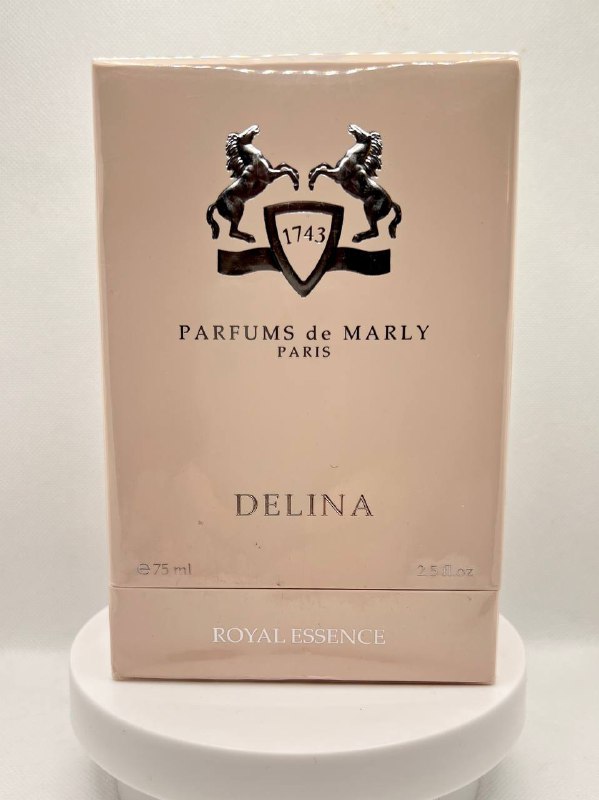 1743
PARFUMS de MARLY
PARIS
DELINA
℮75 ml 2.5 fl.oz
ROYAL ESSENCE